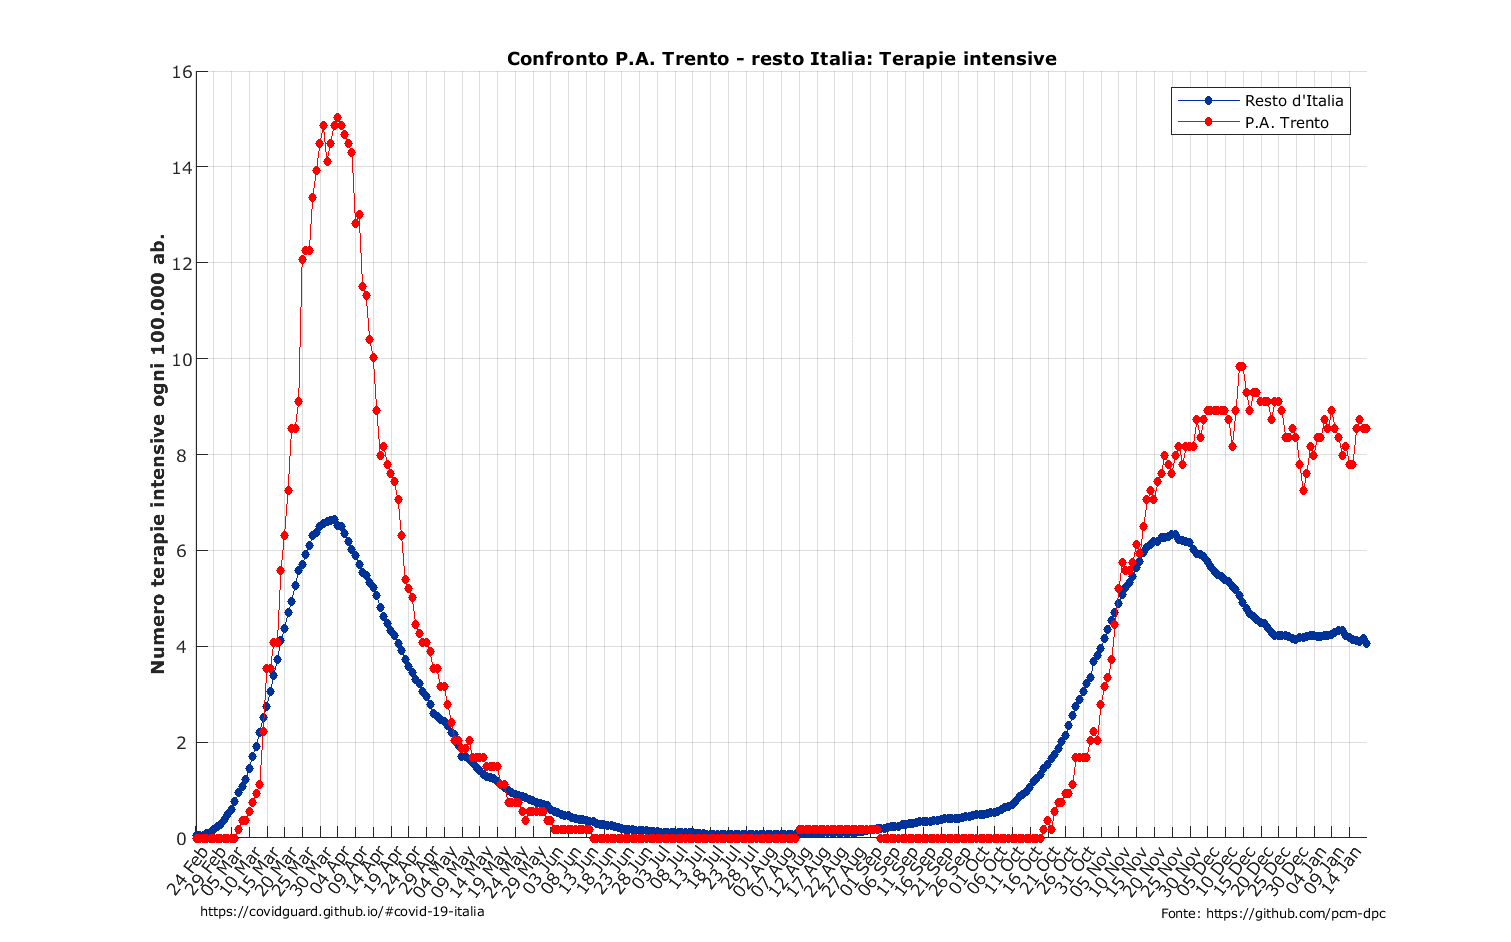 Confronto P.A. Trento - resto Italia: Terapie intensive
Resto d'Italia
P.A. Trento
Numero terapie intensive ogni 100.000 ab.
16
14
12
10
8
6
4
2
0
24 Feb
29 Feb
05 Mar
10 Mar
15 Mar
20 Mar
25 Mar
30 Mar
04 Apr
09 Apr
14 Apr
19 Apr
24 Apr
29 Apr
04 May
09 May
14 May
19 May
24 May
29 May
03 Jun
08 Jun
13 Jun
18 Jun
23 Jun
28 Jun
03 Jul
08 Jul
13 Jul
18 Jul
23 Jul
28 Jul
02 Aug
07 Aug
12 Aug
17 Aug
22 Aug
27 Aug
01 Sep
06 Sep
11 Sep
16 Sep
21 Sep
26 Sep
01 Oct
06 Oct
11 Oct
16 Oct
21 Oct
26 Oct
31 Oct
05 Nov
10 Nov
15 Nov
20 Nov
25 Nov
30 Nov
05 Dec
10 Dec
15 Dec
20 Dec
25 Dec
30 Dec
04 Jan
09 Jan
14 Jan
https://covidguard.github.io/#covid-19-italia
Fonte: https://github.com/pcm-dpc